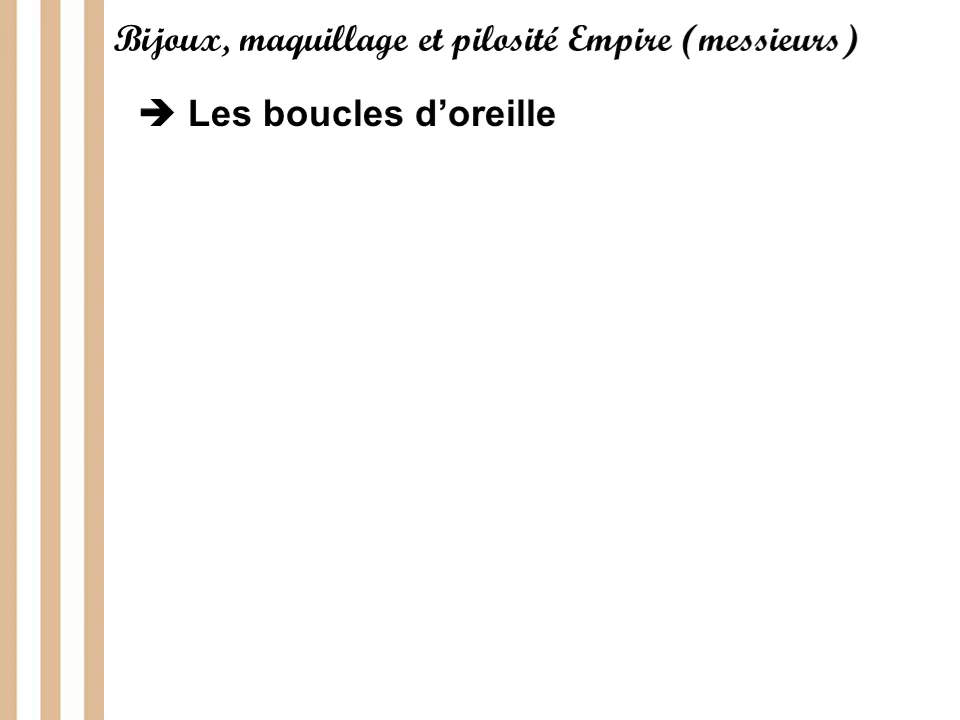 Bijoux, maquillage et pilosité Empire (messieurs)
➔ Les boucles d’oreille